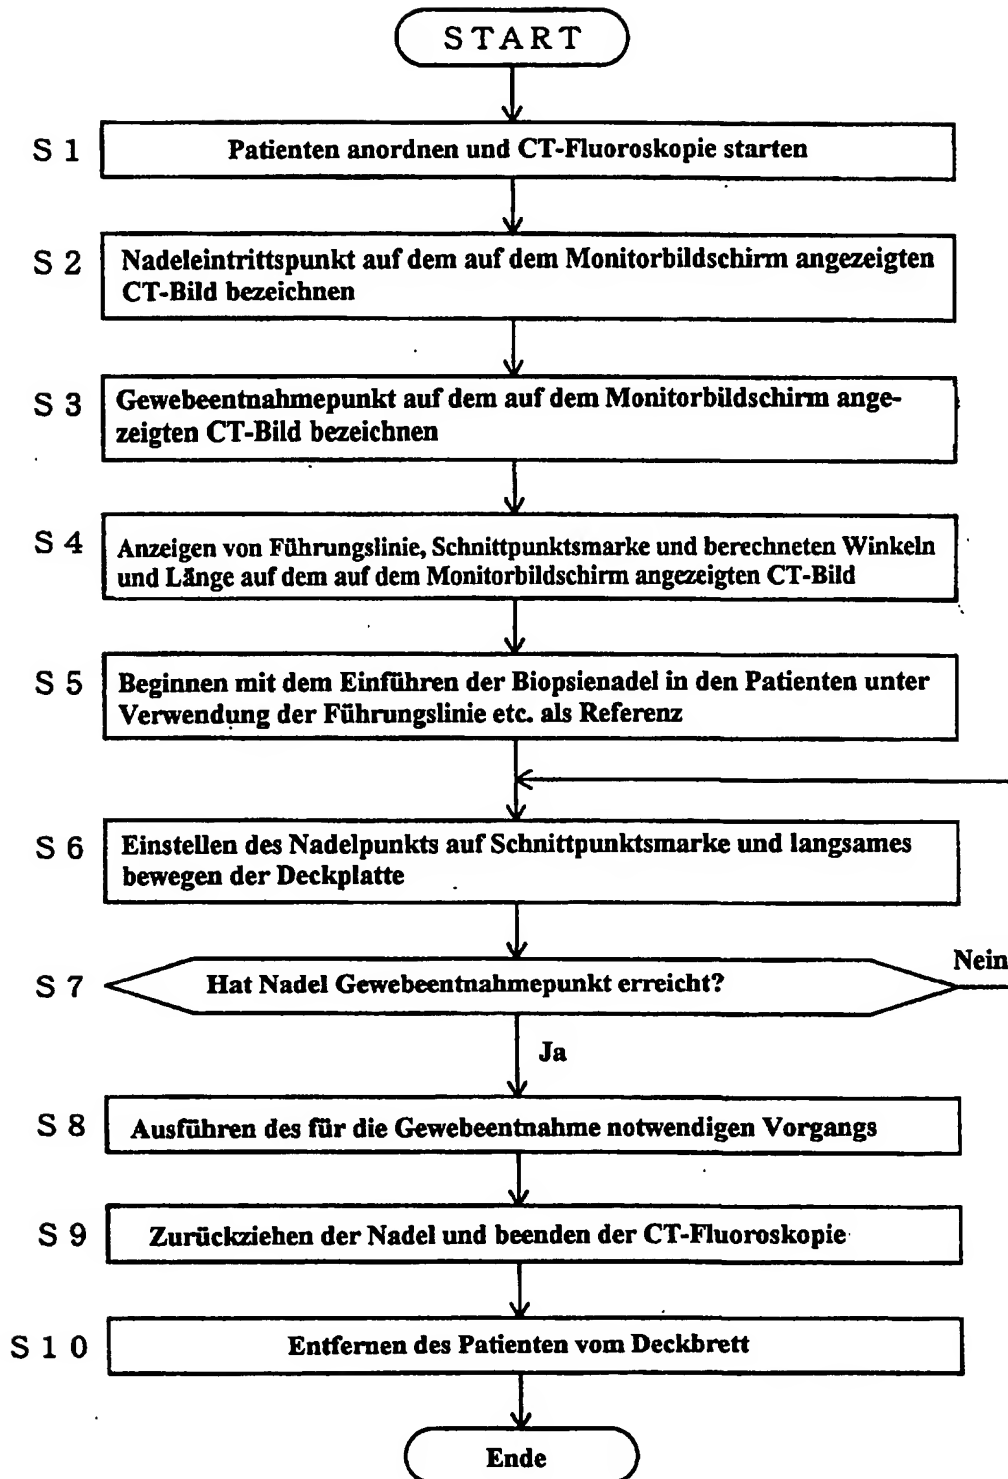 START
S 1
Patienten anordnen und CT-Fluoroskopie starten
S 2
Nadeleintrittspunkt auf dem auf dem Monitorbildschirm angezeigten
CT-Bild bezeichnen
S 3
Gewebeentnahmepunkt auf dem auf dem Monitorbildschirm ange-
zeigten CT-Bild bezeichnen
S 4
Anzeigen von Führungslinie, Schnittpunktsmarke und berechneten Winkeln
und Länge auf dem auf dem Monitorbildschirm angezeigten CT-Bild
S 5
Beginnen mit dem Einführen der Biopsienadel in den Patienten unter
Verwendung der Führungslinie etc. als Referenz
S 6
Einstellen des Nadelpunkts auf Schnittpunktsmarke und langsames
bewegen der Deckplatte
S 7
Hat Nadel Gewebeentnahmepunkt erreicht?
Nein
Ja
S 8
Ausführen des für die Gewebeentnahme notwendigen Vorgangs
S 9
Zurückziehen der Nadel und beenden der CT-Fluoroskopie
S 10
Entfernen des Patienten vom Deckbrett
Ende